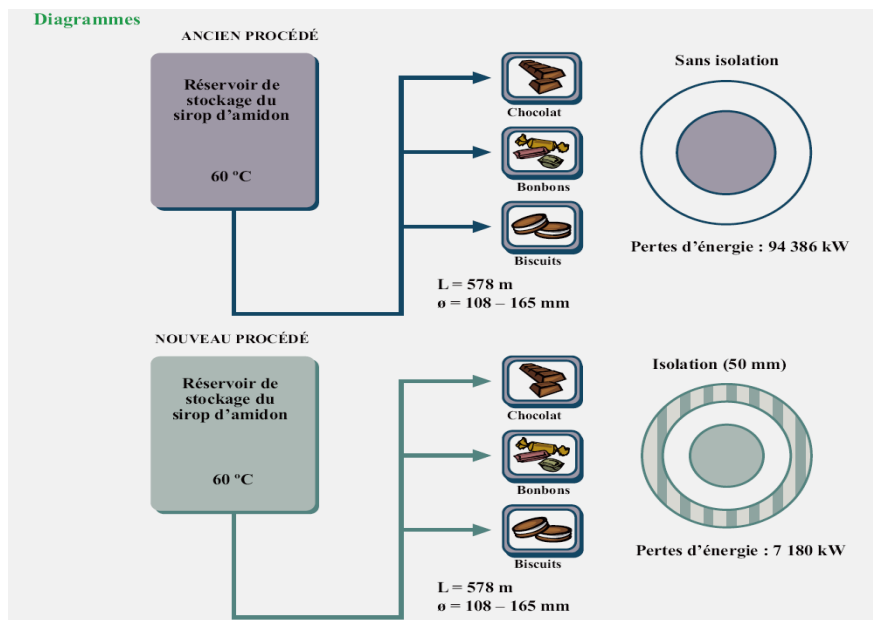 Diagrammes
ANCIEN PROCÉDÉ
Réservoir de
stockage du
sirop d'amidon
60 ºC
Chocolat
Bonbons
Biscuits
L = 578 m
ø = 108 – 165 mm
Sans isolation
Pertes d'énergie : 94 386 kW
NOUVEAU PROCÉDÉ
Réservoir de
stockage du
sirop d'amidon
60 ºC
Chocolat
Bonbons
Biscuits
L = 578 m
ø = 108 – 165 mm
Isolation (50 mm)
Pertes d'énergie : 7 180 kW